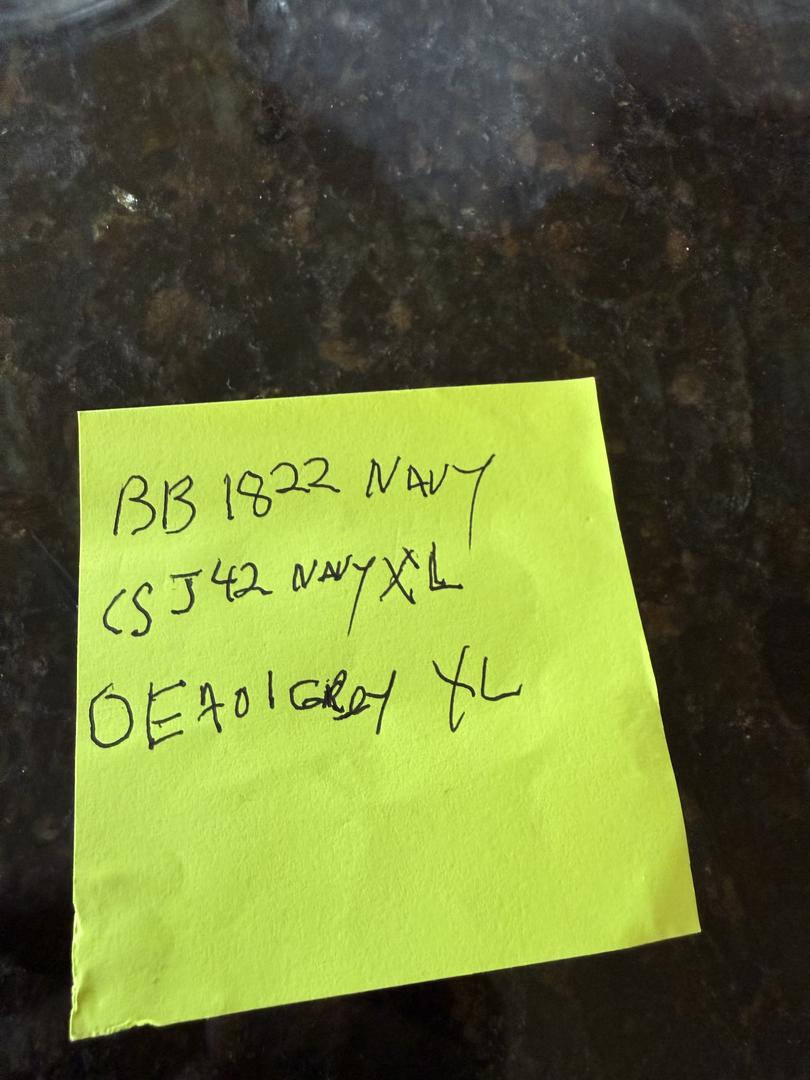 BB 1822 NAVY
CSJ42 NAVY XL
OE701 GREY XL